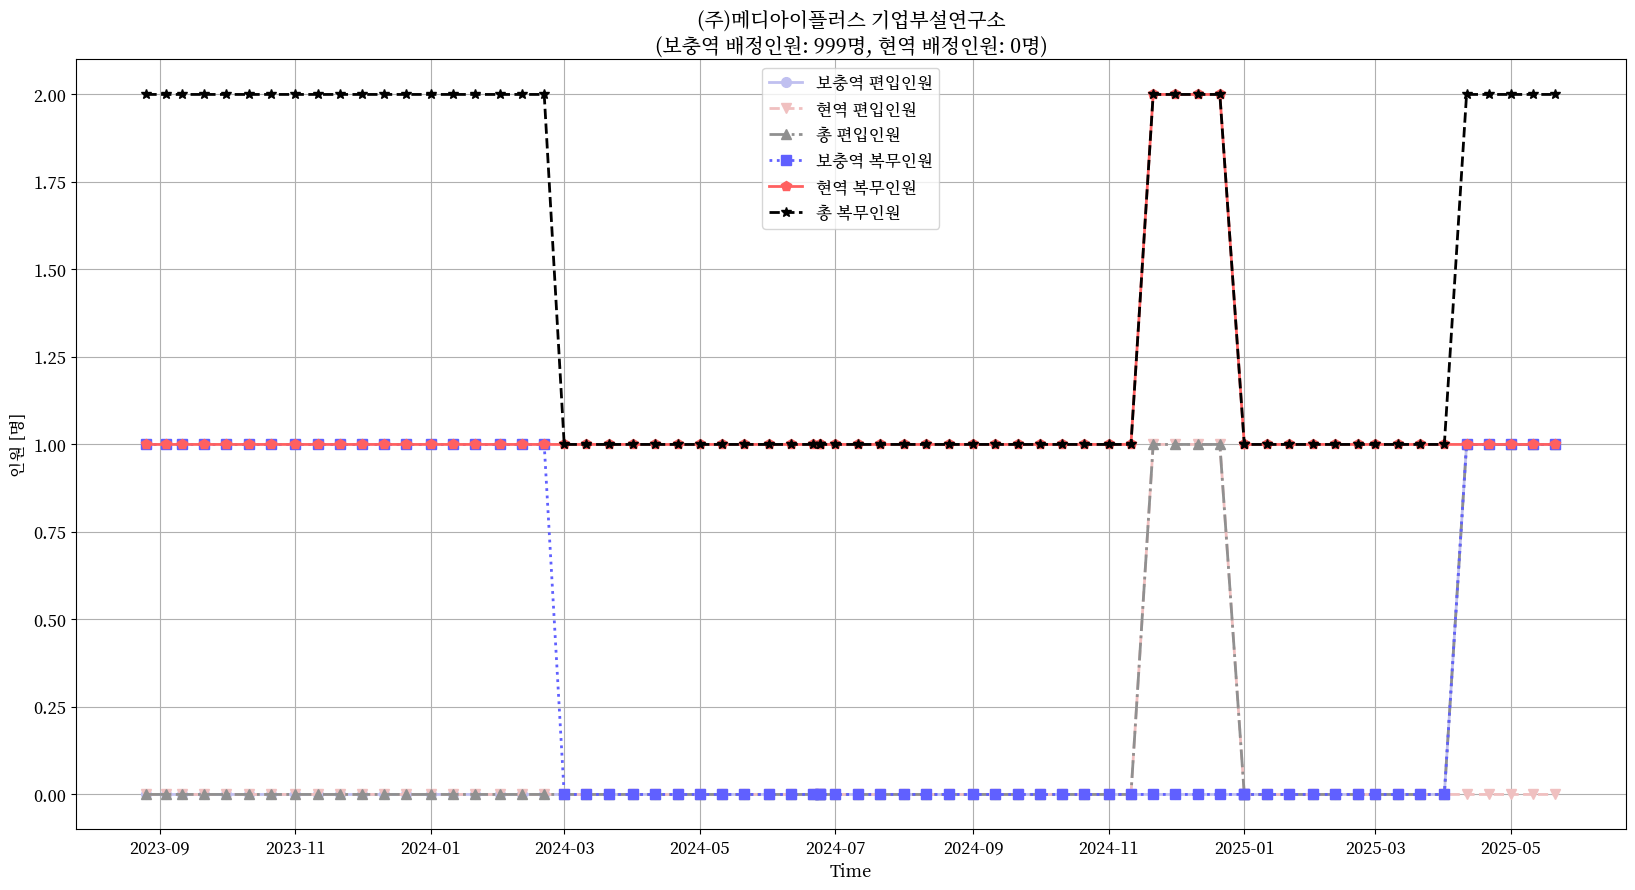 (주)메디아이플러스 기업부설연구소
(보충역 배정인원: 999명, 현역 배정인원: 0명)
보충역 편입인원
현역 편입인원
총 편입인원
보충역 복무인원
현역 복무인원
총 복무인원
2.00
1.75
1.50
1.25
1.00
0.75
0.50
0.25
0.00
인원 [명]
2023-09 2023-11 2024-01 2024-03 2024-05 2024-07 2024-09 2024-11 2025-01 2025-03 2025-05
Time